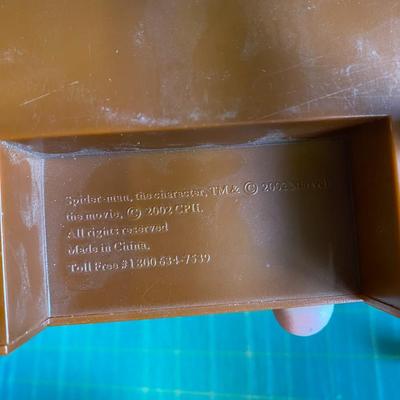 Spider-man, the character, TM & © 2002 Marvel
the movie, © 2002 CPII.
All rights reserved
Made in China.
Toll Free #1 800 634-7539